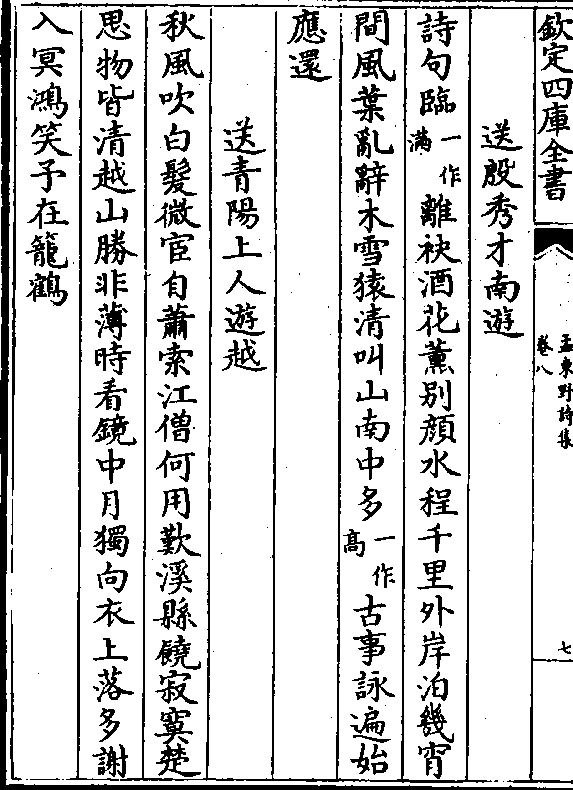 欽定四庫全書
孟東野詩集
卷八
七
送殷秀才南遊
詩句臨一作滿離袂酒花薰別顔水程千里外岸泊幾宵
間風葉亂辭木雪猿清叫山南中多一作高古事詠遍始
應還
送青陽上人遊越
秋風吹白髮微宦自蕭索江僧何用歎溪縣饒寂寞楚
思物皆清越山勝非薄時看鏡中月獨向衣上落多謝
入冥鴻笑予在籠鶴